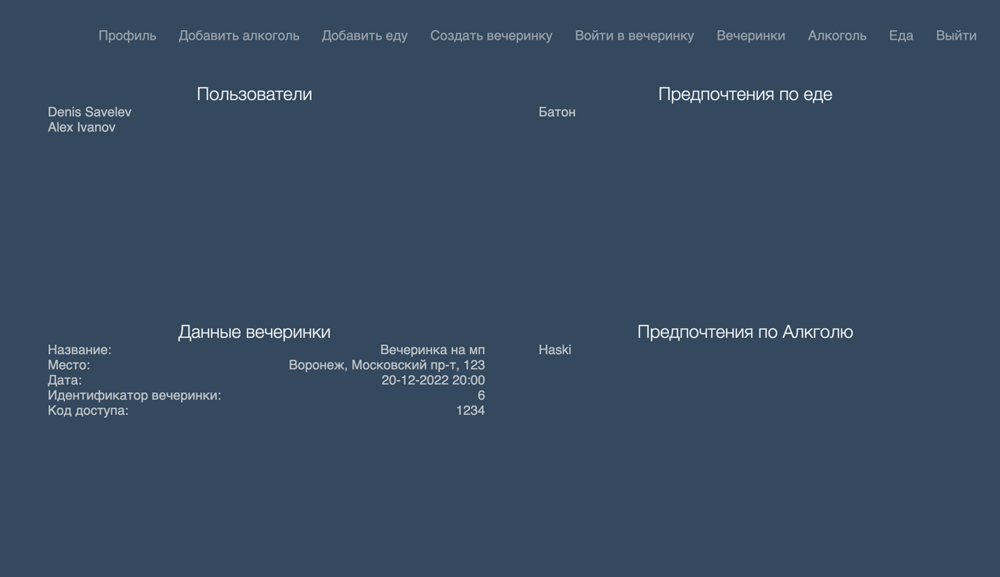 Профиль Добавить алкоголь Добавить еду Создать вечеринку Войти в вечеринку Вечеринки Алкоголь Еда Выйти
Пользователи
Denis Savelev
Alex Ivanov
Предпочтения по еде
Батон
Данные вечеринки
Название: Вечеринка на мп
Место: Воронеж, Московский пр-т, 123
Дата: 20-12-2022 20:00
Идентификатор вечеринки: 6
Код доступа: 1234
Предпочтения по Алкголю
Haski